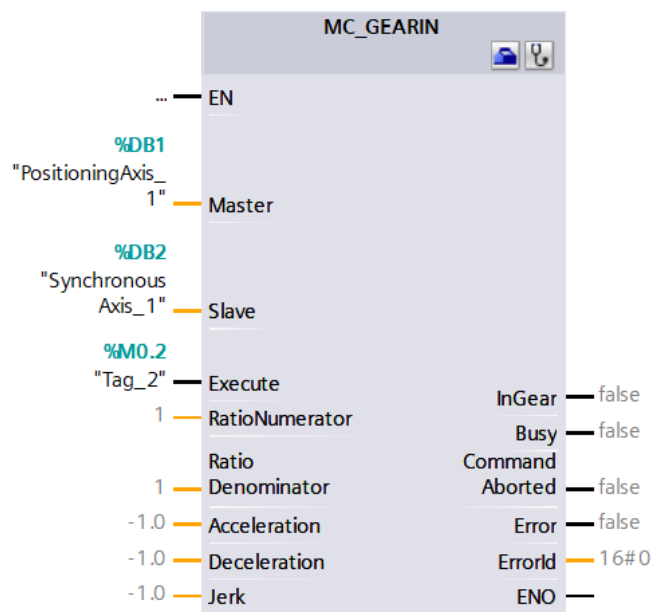 MC_GEARIN
... EN
%DB1
"PositioningAxis_
1" Master
%DB2
"Synchronous
Axis_1" Slave
%M0.2
"Tag_2" Execute
InGear false
1 RatioNumerator
Busy false
Ratio Command
1 Denominator Aborted false
-1.0 Acceleration Error false
-1.0 Deceleration ErrorId 16#0
-1.0 Jerk ENO